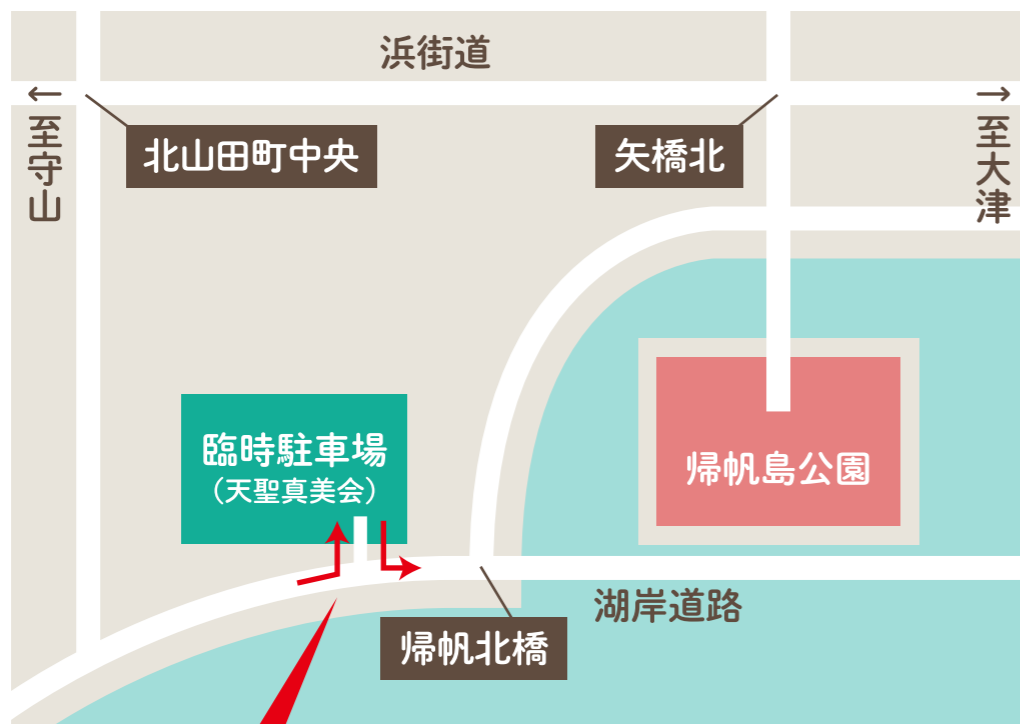 浜街道
←至守山
→至大津
北山田町中央
矢橋北
臨時駐車場
（天聖真美会）
帰帆島公園
湖岸道路
帰帆北橋